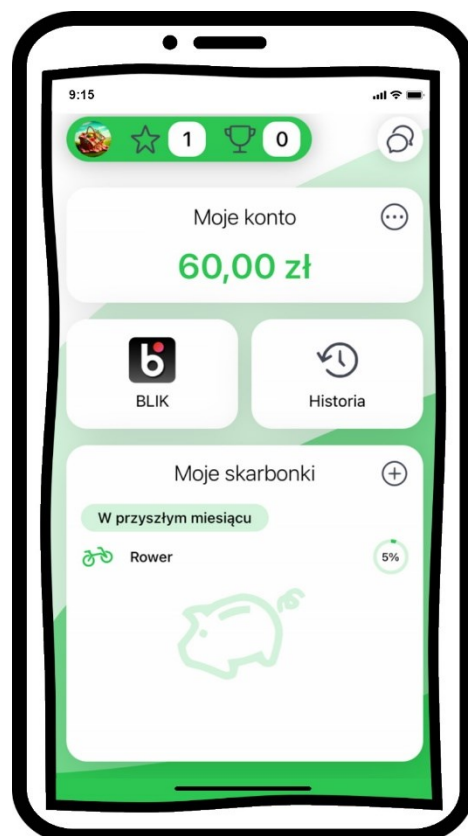 9:15
1 0
Moje konto
60,00 zł
BLIK
Historia
Moje skarbonki
W przyszłym miesiącu
Rower
5%